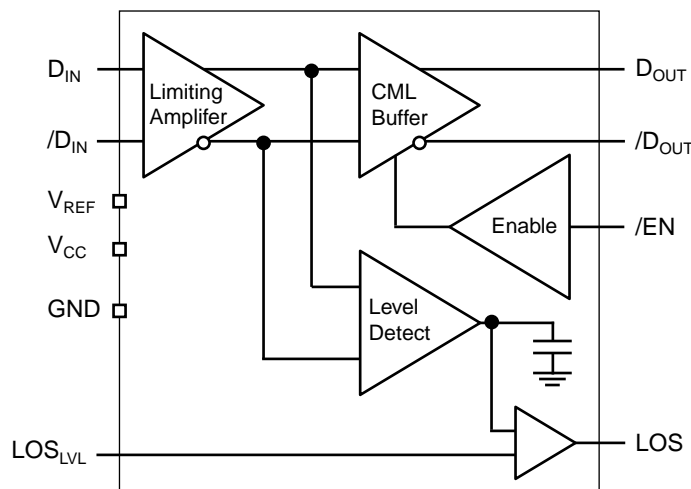 D_IN
Limiting
Amplifer
CML
Buffer
D_OUT
/D_IN
/D_OUT
V_REF
V_CC
Enable
/EN
GND
Level
Detect
LOS_LVL
LOS